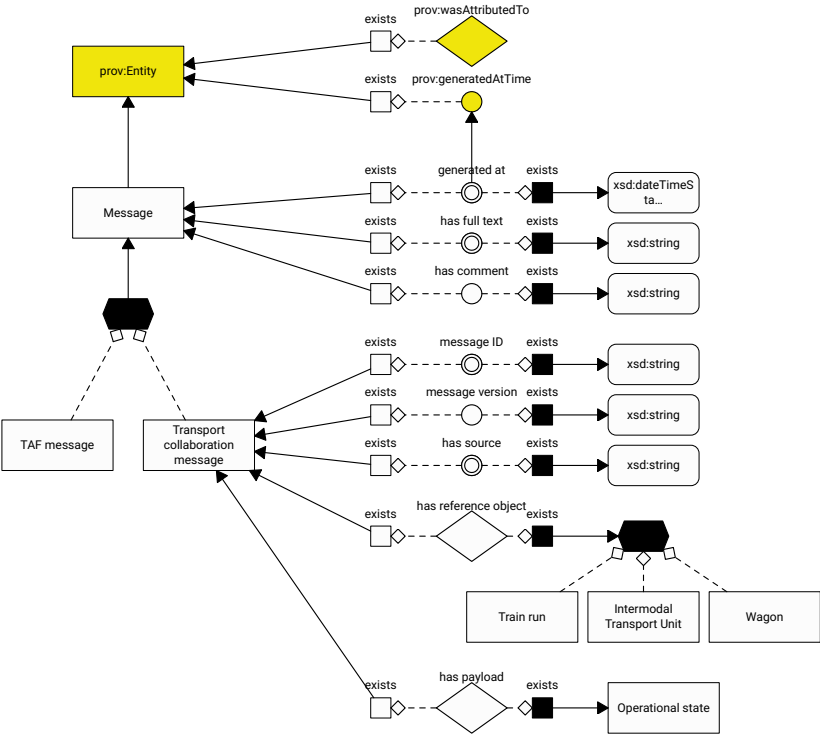 prov:wasAttributedTo
exists
prov:Entity
exists
prov:generatedAtTime
exists
generated at
exists
xsd:dateTimeS
ta…
Message
exists
has full text
exists
xsd:string
exists
has comment
exists
xsd:string
exists
message ID
exists
xsd:string
exists
message version
exists
xsd:string
TAF message
Transport
collaboration
message
exists
has source
exists
xsd:string
exists
has reference object
exists
Train run
Intermodal
Transport Unit
Wagon
exists
has payload
exists
Operational state